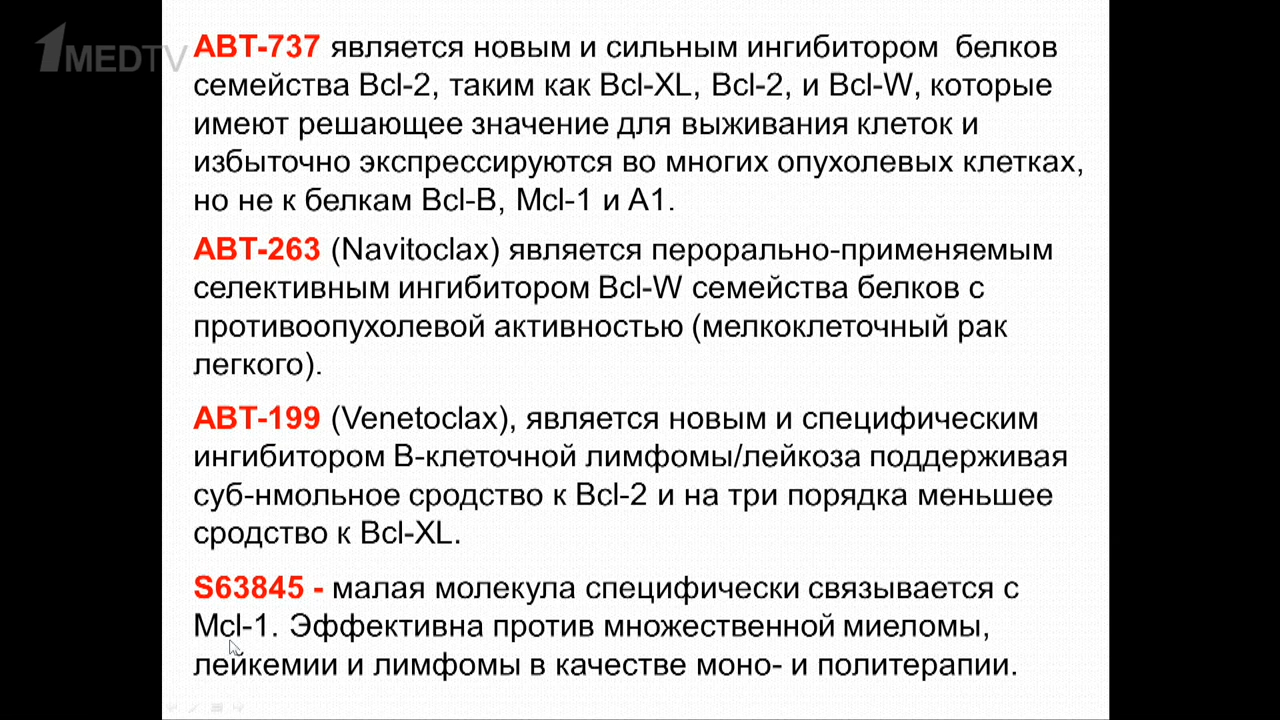 1MEDTV
ABT-737 является новым и сильным ингибитором белков
семейства Bcl-2, таким как Bcl-XL, Bcl-2, и Bcl-W, которые
имеют решающее значение для выживания клеток и
избыточно экспрессируются во многих опухолевых клетках,
но не к белкам Bcl-B, Mcl-1 и A1.
ABT-263 (Navitoclax) является перорально-применяемым
селективным ингибитором Bcl-W семейства белков с
противоопухолевой активностью (мелкоклеточный рак
легкого).
ABT-199 (Venetoclax), является новым и специфическим
ингибитором В-клеточной лимфомы/лейкоза поддерживая
суб-нмольное сродство к Bcl-2 и на три порядка меньшее
сродство к Bcl-XL.
S63845 - малая молекула специфически связывается с
Mcl-1. Эффективна против множественной миеломы,
лейкемии и лимфомы в качестве моно- и политерапии.